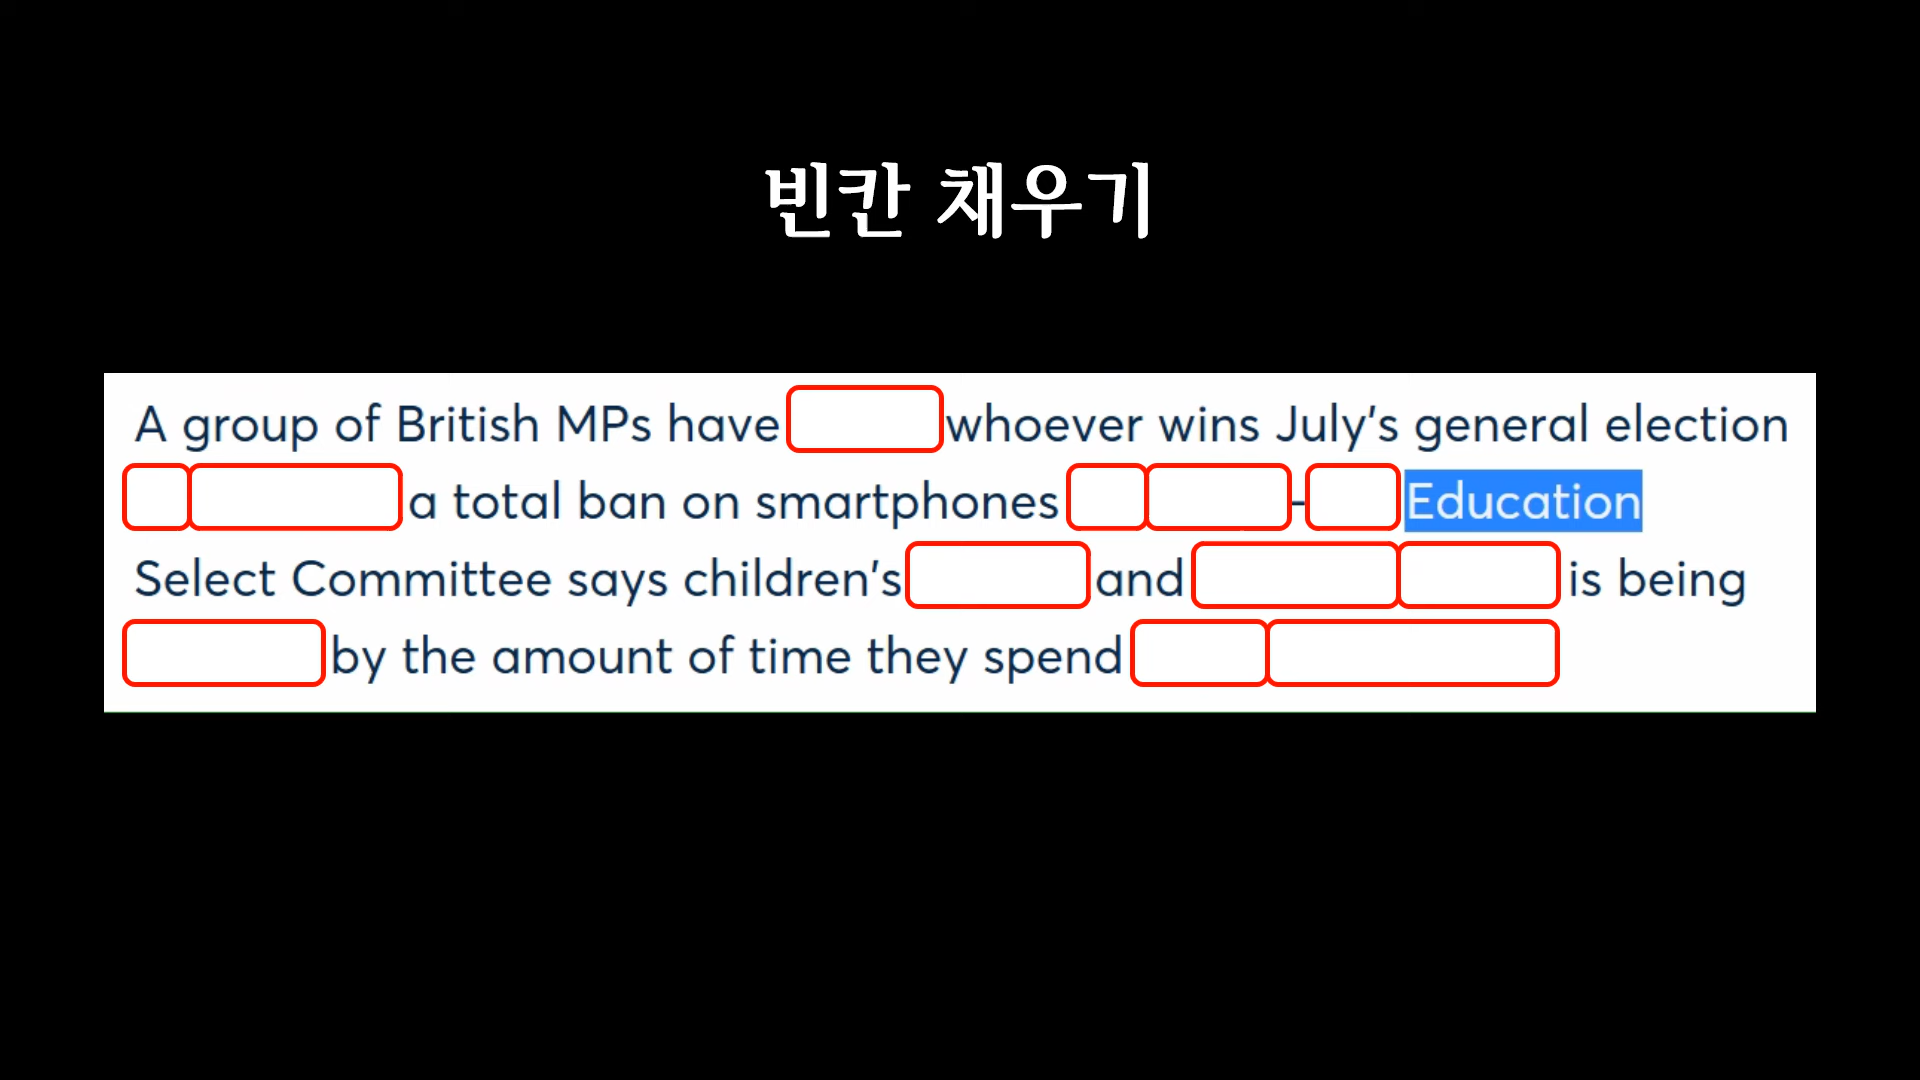 빈칸 채우기
A group of British MPs have whoever wins July's general election
a total ban on smartphones - Education
Select Committee says children's and is being
by the amount of time they spend